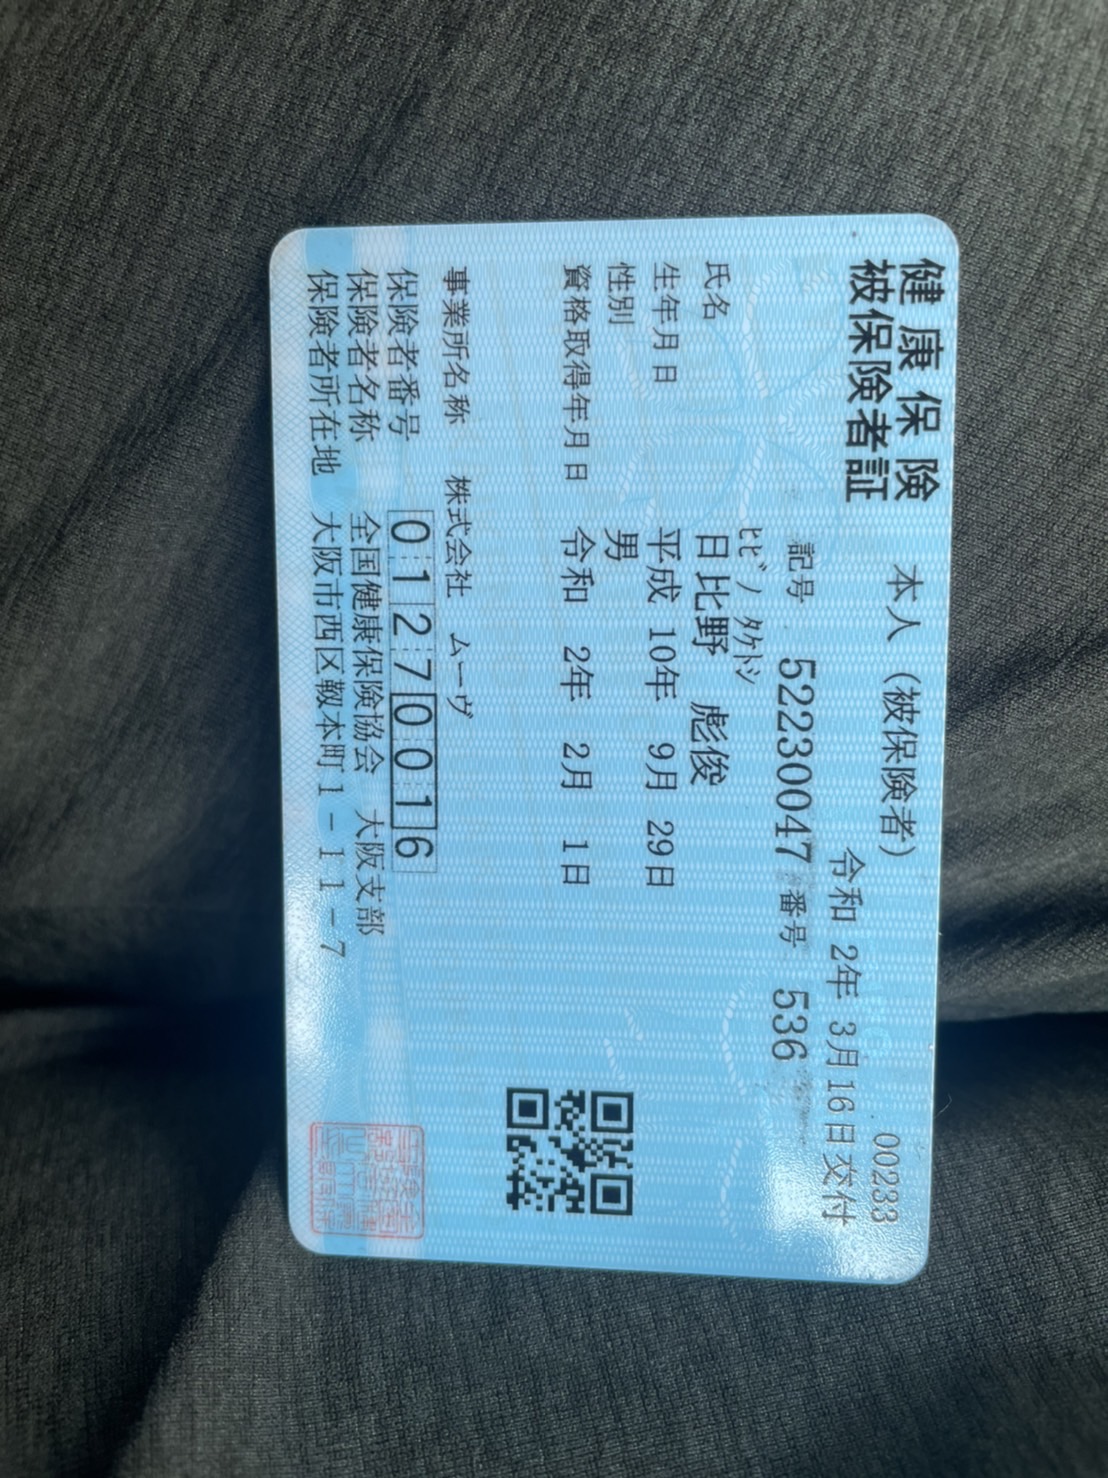 健康保険
被保険者証
本人（被保険者）
00233
令和 2年 3月16日交付
記号 52230047 番号 536
ﾋﾋﾞﾉ ﾀｹﾄｼ
氏名 日比野 彪俊
生年月日 平成 10年 9月 29日
性別 男
資格取得年月日 令和 2年 2月 1日
事業所名称 株式会社 ムーヴ
保険者番号 01270016
保険者名称 全国健康保険協会 大阪支部
保険者所在地 大阪市西区靱本町1－11－7